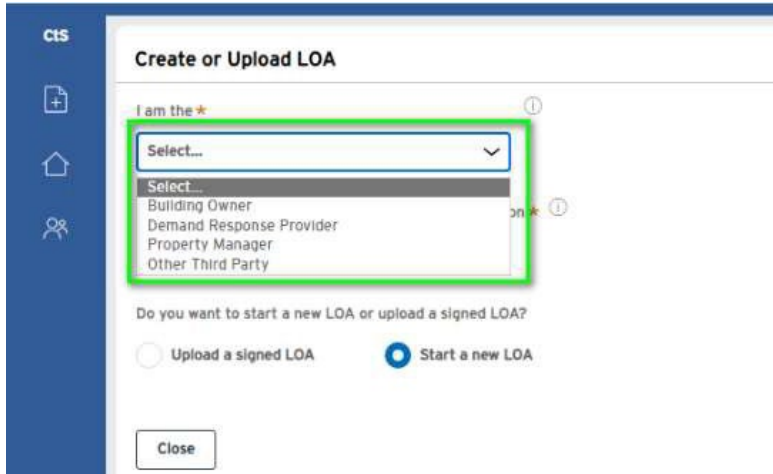 cts
Create or Upload LOA
I am the *
Select...
Select...
Building Owner
Demand Response Provider
Property Manager
Other Third Party
on *
Do you want to start a new LOA or upload a signed LOA?
Upload a signed LOA Start a new LOA
Close